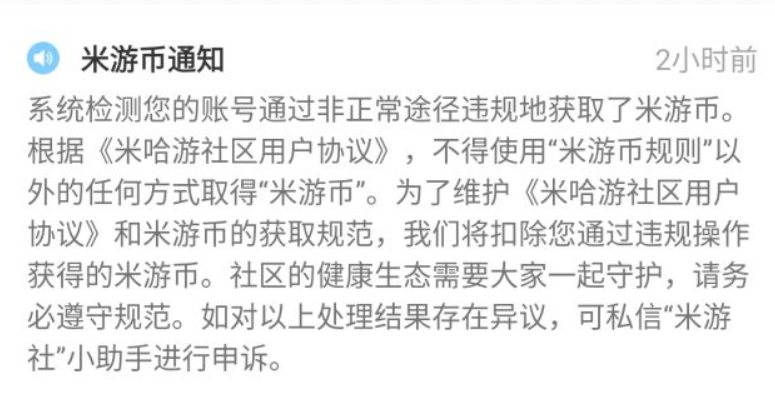 米游币通知
2小时前
系统检测您的账号通过非正常途径违规地获取了米游币。
根据《米哈游社区用户协议》，不得使用“米游币规则”以
外的任何方式取得“米游币”。为了维护《米哈游社区用户
协议》和米游币的获取规范，我们将扣除您通过违规操作
获得的米游币。社区的健康生态需要大家一起守护，请务
必遵守规范。如对以上处理结果存在异议，可私信“米游
社”小助手进行申诉。